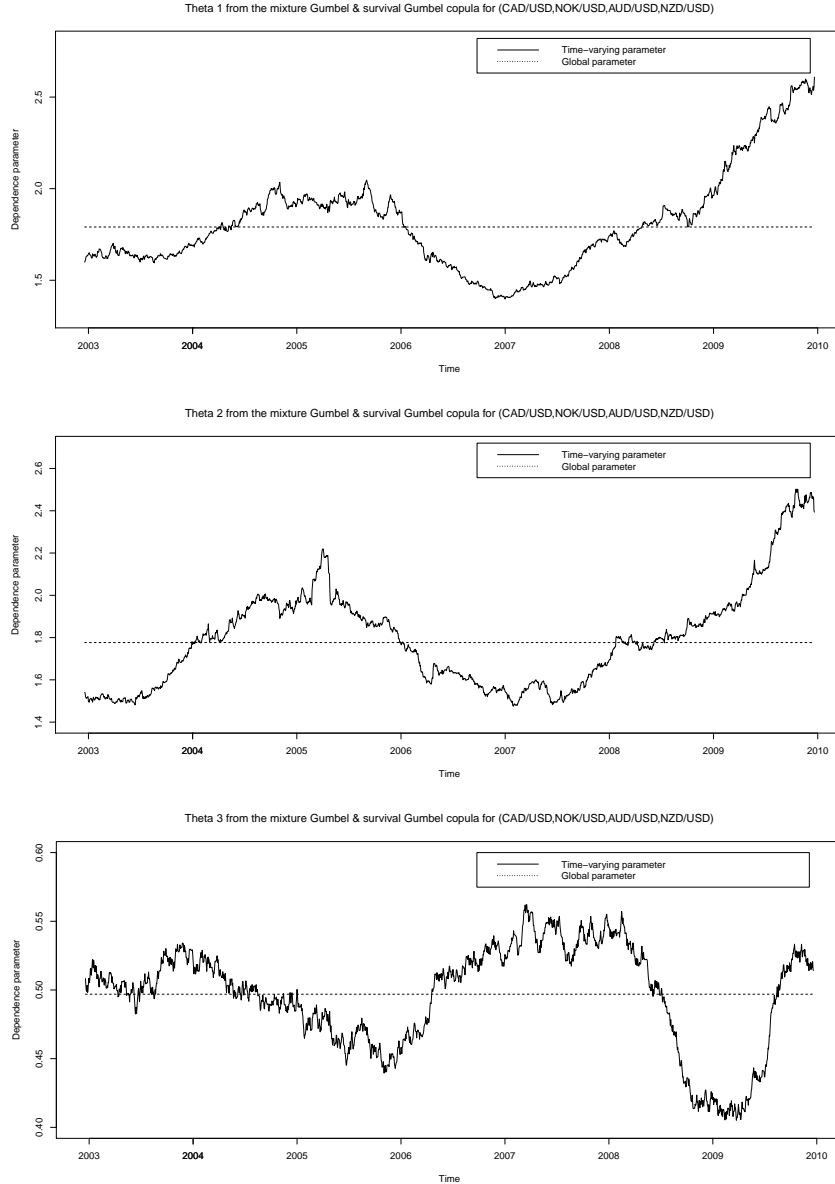 Theta 1 from the mixture Gumbel & survival Gumbel copula for (CAD/USD,NOK/USD,AUD/USD,NZD/USD)
Time−varying parameter
Global parameter
Dependence parameter
2.5
2.0
1.5
2003 2004 2005 2006 2007 2008 2009 2010
Time
Theta 2 from the mixture Gumbel & survival Gumbel copula for (CAD/USD,NOK/USD,AUD/USD,NZD/USD)
Time−varying parameter
Global parameter
Dependence parameter
2.6
2.4
2.2
2.0
1.8
1.6
1.4
2003 2004 2005 2006 2007 2008 2009 2010
Time
Theta 3 from the mixture Gumbel & survival Gumbel copula for (CAD/USD,NOK/USD,AUD/USD,NZD/USD)
Time−varying parameter
Global parameter
Dependence parameter
0.60
0.55
0.50
0.45
0.40
2003 2004 2005 2006 2007 2008 2009 2010
Time